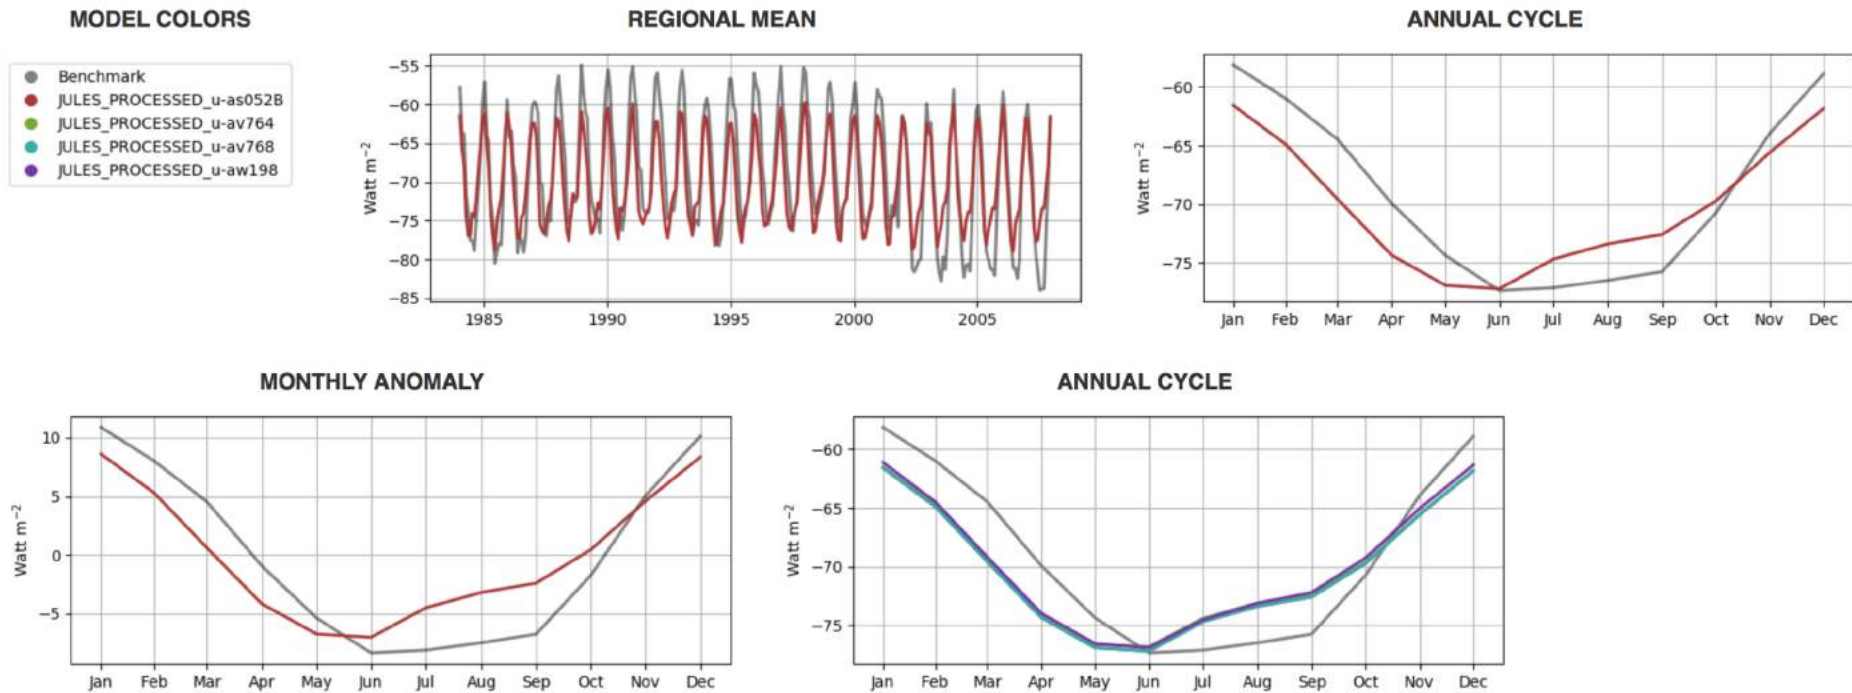 MODEL COLORS
Benchmark
JULES_PROCESSED_u-as052B
JULES_PROCESSED_u-av764
JULES_PROCESSED_u-av768
JULES_PROCESSED_u-aw198
REGIONAL MEAN
Watt m⁻²
−55
−60
−65
−70
−75
−80
−85
1985 1990 1995 2000 2005
ANNUAL CYCLE
Watt m⁻²
−60
−65
−70
−75
Jan Feb Mar Apr May Jun Jul Aug Sep Oct Nov Dec
MONTHLY ANOMALY
Watt m⁻²
10
5
0
−5
Jan Feb Mar Apr May Jun Jul Aug Sep Oct Nov Dec
ANNUAL CYCLE
Watt m⁻²
−60
−65
−70
−75
Jan Feb Mar Apr May Jun Jul Aug Sep Oct Nov Dec